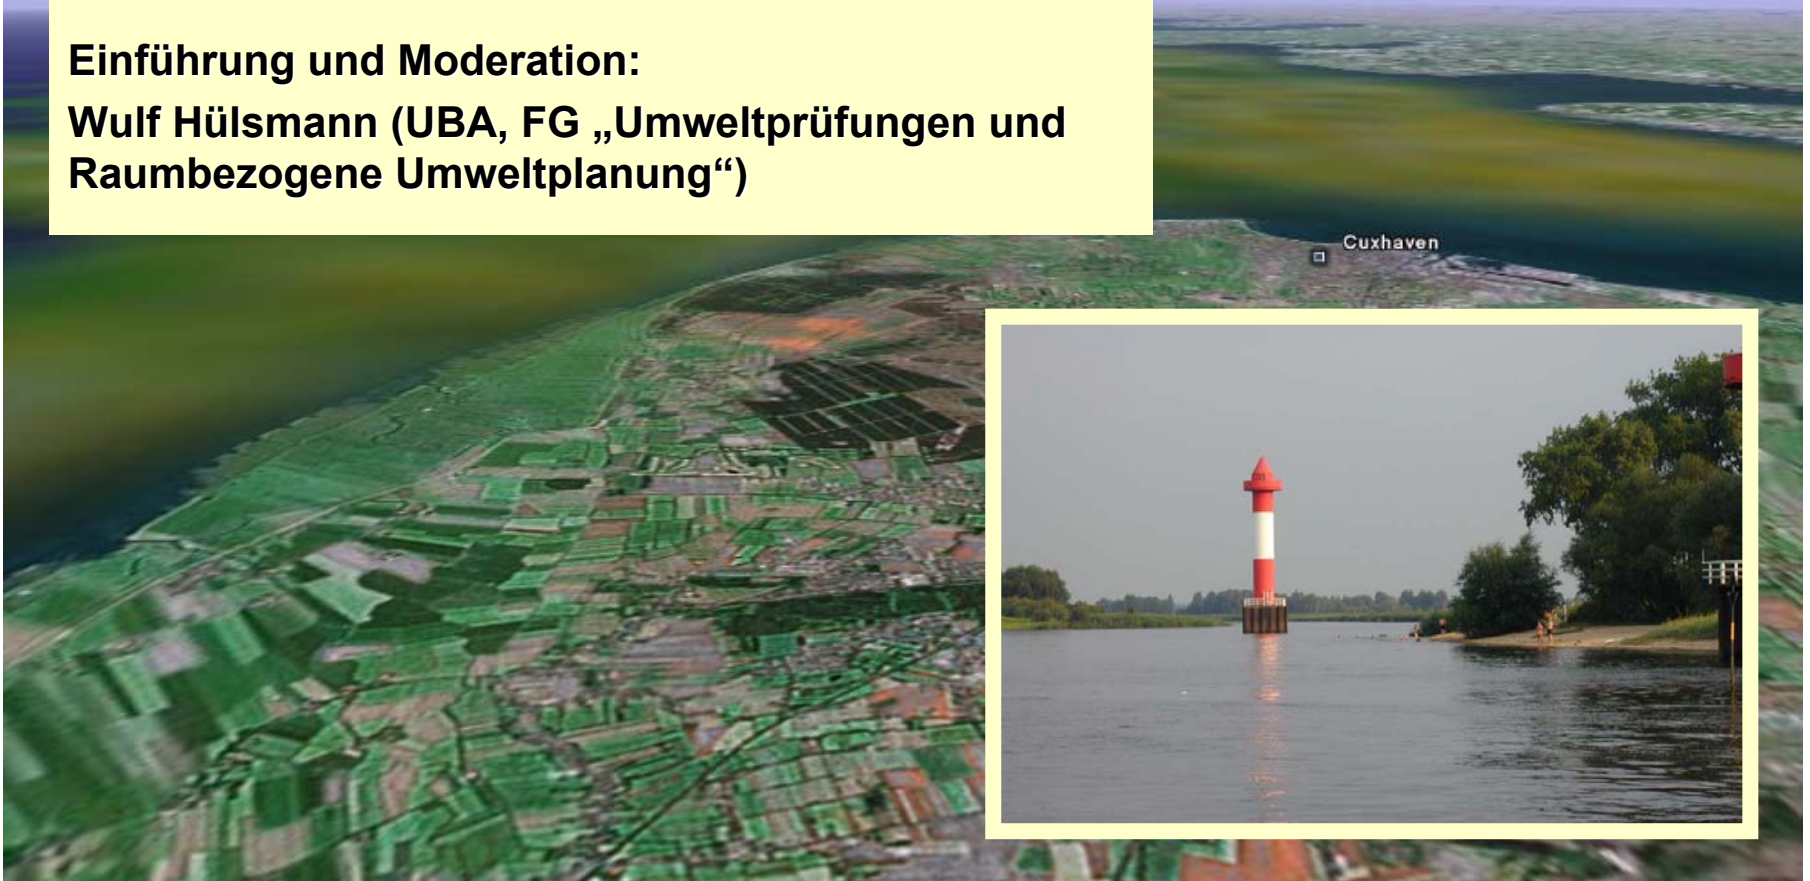 Einführung und Moderation:
Wulf Hülsmann (UBA, FG „Umweltprüfungen und
Raumbezogene Umweltplanung“)
Cuxhaven